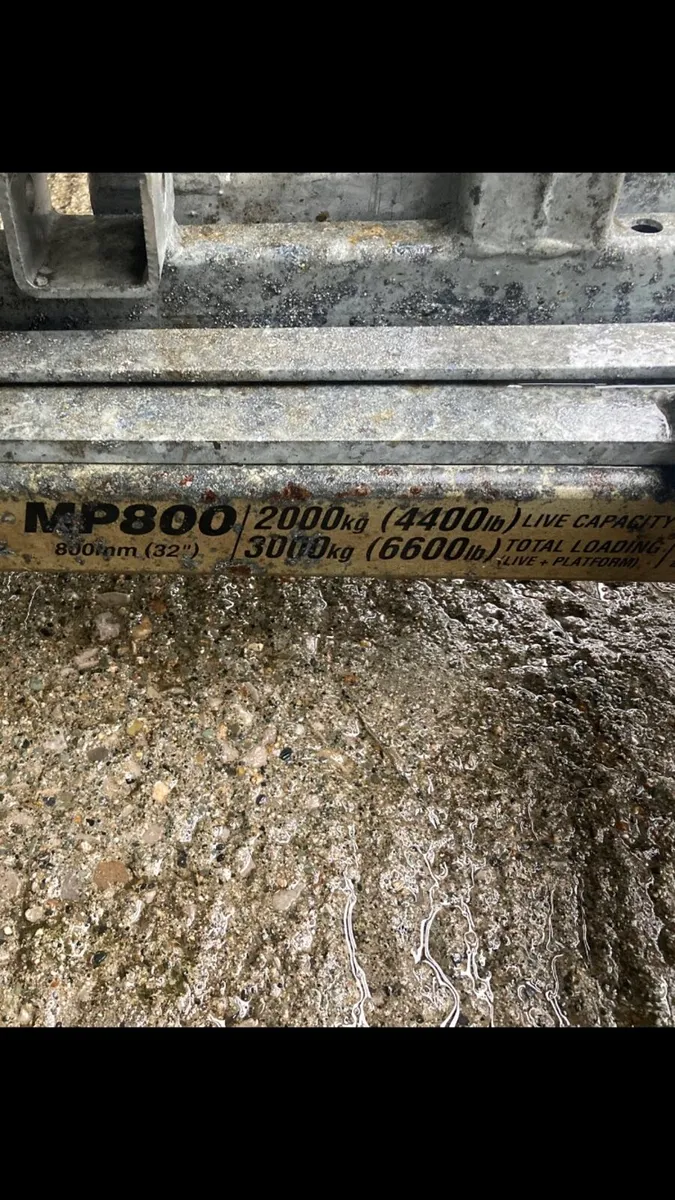 MP800 / 2000kg (4400lb) LIVE CAPACITY
800mm (32") / 3000kg (6600lb) TOTAL LOADING
(LIVE + PLATFORM)